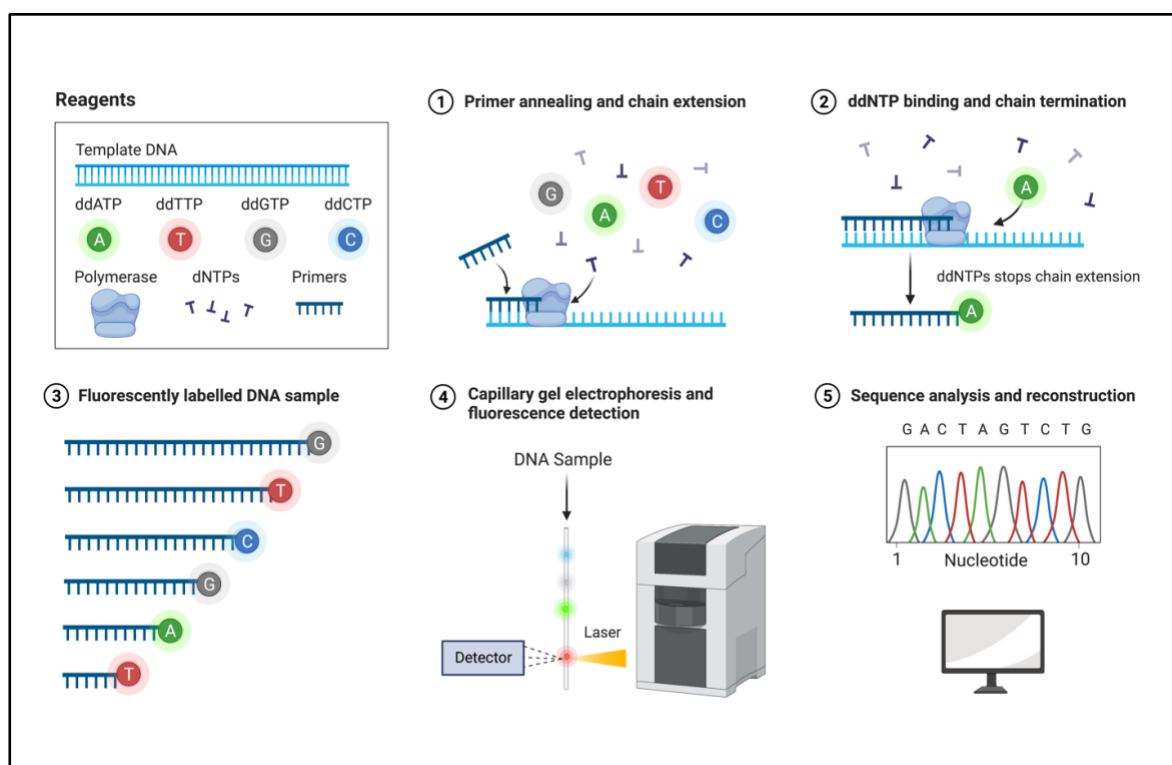 Reagents
Template DNA
ddATP ddTTP ddGTP ddCTP
A T G C
Polymerase dNTPs Primers
1 Primer annealing and chain extension
G A T C
2 ddNTP binding and chain termination
A
ddNTPs stops chain extension
A
3 Fluorescently labelled DNA sample
G
T
C
G
A
T
4 Capillary gel electrophoresis and
fluorescence detection
DNA Sample
Laser
Detector
5 Sequence analysis and reconstruction
G A C T A G T C T G
1 Nucleotide 10